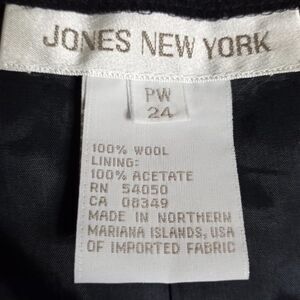 JONES NEW YORK
PW
24
100% WOOL
LINING:
100% ACETATE
RN 54050
CA 08349
MADE IN NORTHERN
MARIANA ISLANDS, USA
OF IMPORTED FABRIC